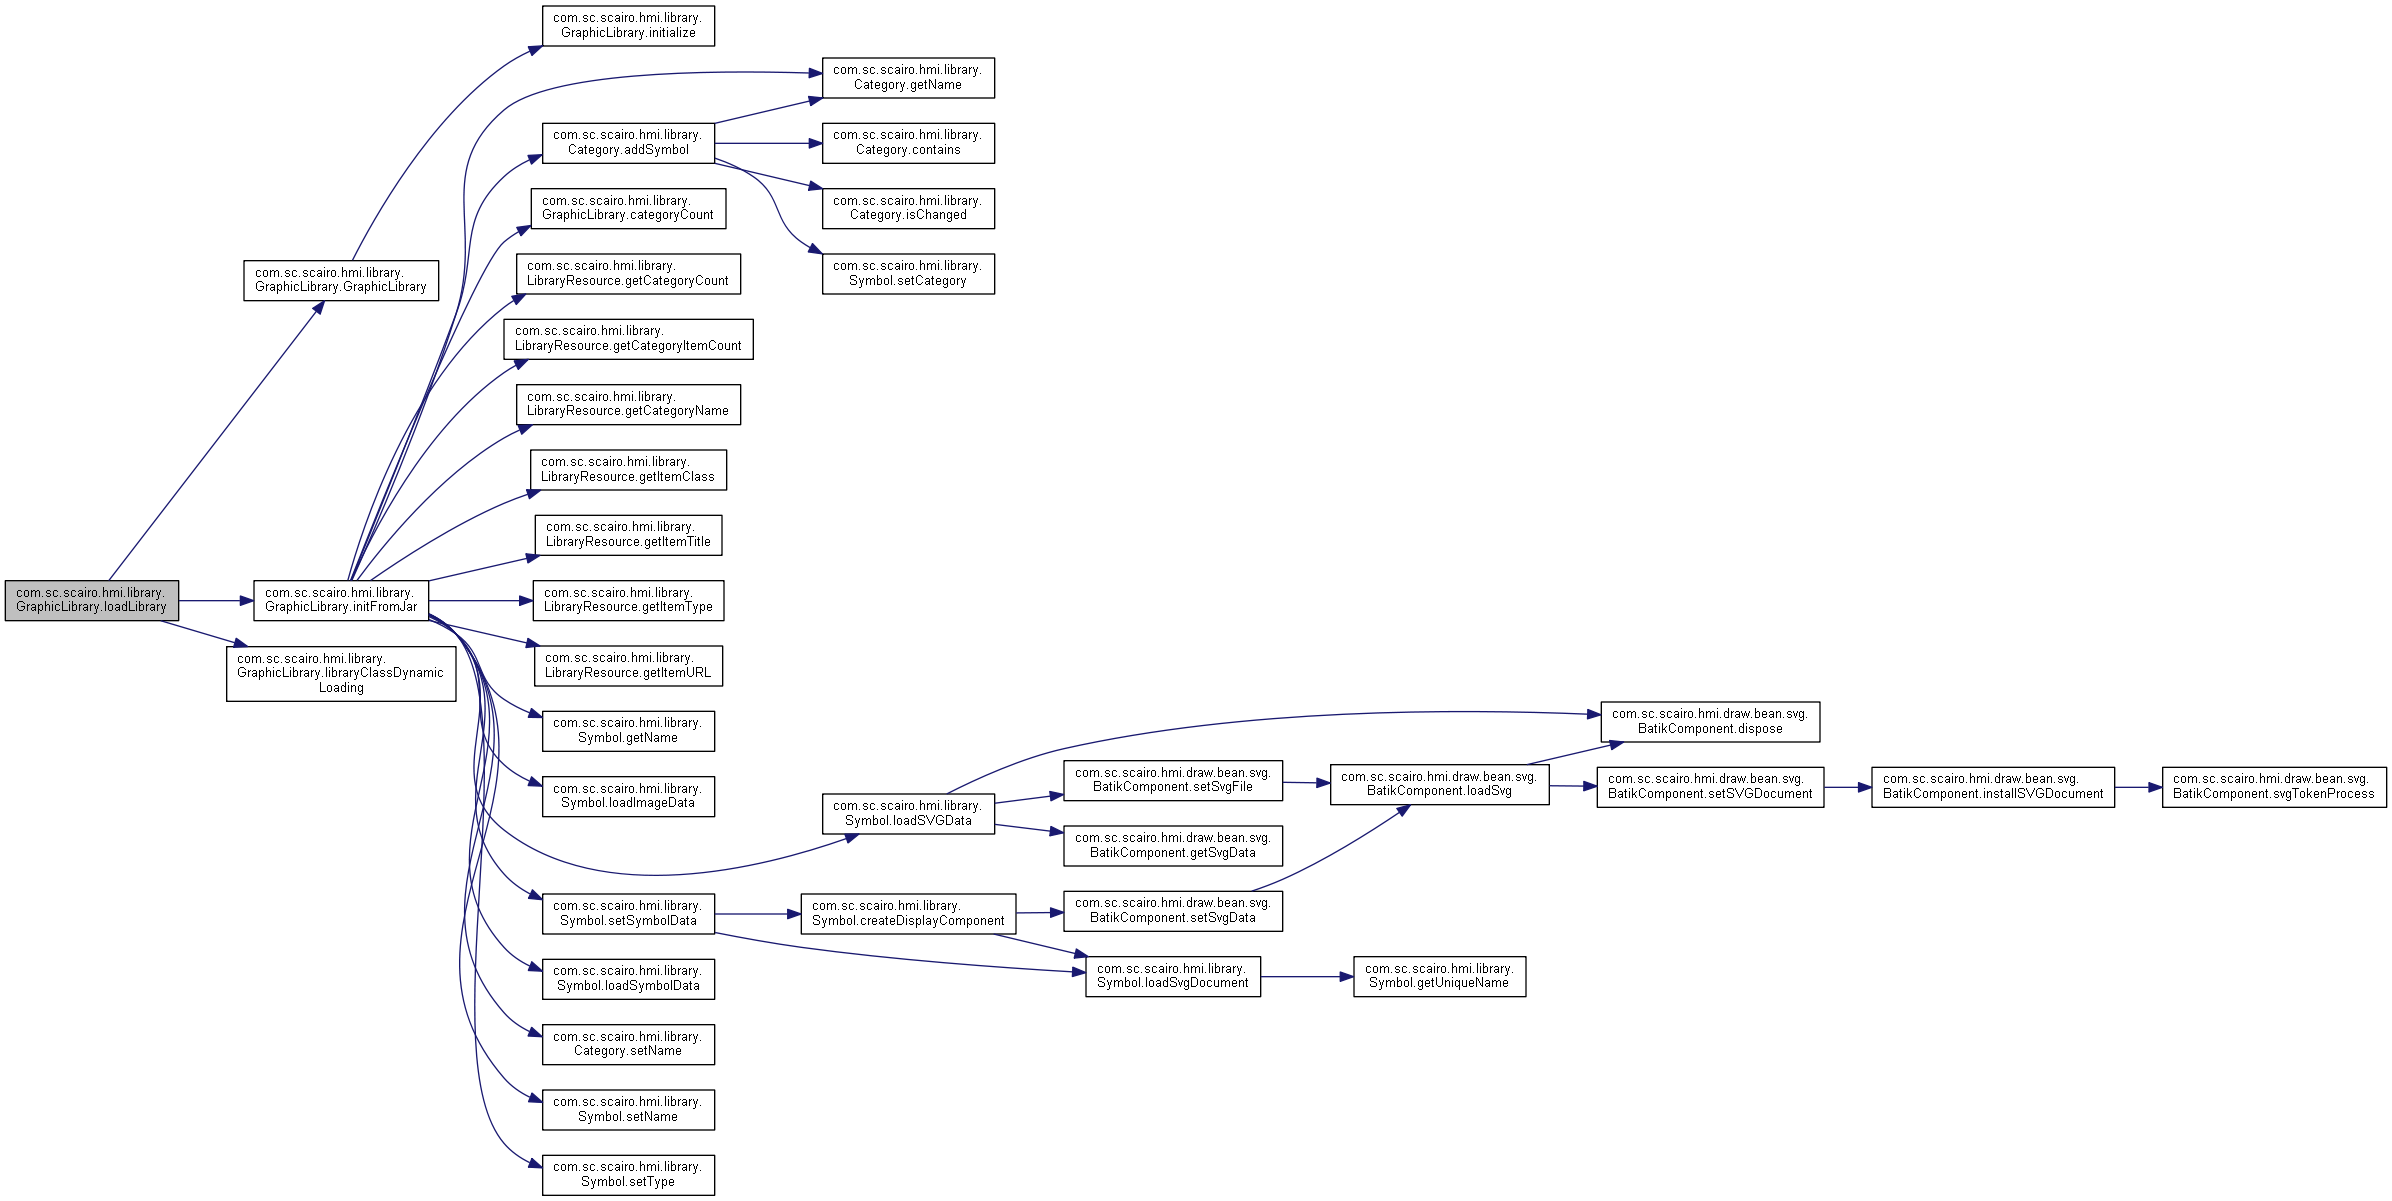 com.sc.scairo.hmi.library.
GraphicLibrary.loadLibrary
com.sc.scairo.hmi.library.
GraphicLibrary.GraphicLibrary
com.sc.scairo.hmi.library.
GraphicLibrary.initFromJar
com.sc.scairo.hmi.library.
GraphicLibrary.libraryClassDynamic
Loading
com.sc.scairo.hmi.library.
GraphicLibrary.initialize
com.sc.scairo.hmi.library.
Category.addSymbol
com.sc.scairo.hmi.library.
GraphicLibrary.categoryCount
com.sc.scairo.hmi.library.
LibraryResource.getCategoryCount
com.sc.scairo.hmi.library.
LibraryResource.getCategoryItemCount
com.sc.scairo.hmi.library.
LibraryResource.getCategoryName
com.sc.scairo.hmi.library.
LibraryResource.getItemClass
com.sc.scairo.hmi.library.
LibraryResource.getItemTitle
com.sc.scairo.hmi.library.
LibraryResource.getItemType
com.sc.scairo.hmi.library.
LibraryResource.getItemURL
com.sc.scairo.hmi.library.
Symbol.getName
com.sc.scairo.hmi.library.
Symbol.loadImageData
com.sc.scairo.hmi.library.
Symbol.setSymbolData
com.sc.scairo.hmi.library.
Symbol.loadSymbolData
com.sc.scairo.hmi.library.
Category.setName
com.sc.scairo.hmi.library.
Symbol.setName
com.sc.scairo.hmi.library.
Symbol.setType
com.sc.scairo.hmi.library.
Category.getName
com.sc.scairo.hmi.library.
Category.contains
com.sc.scairo.hmi.library.
Category.isChanged
com.sc.scairo.hmi.library.
Symbol.setCategory
com.sc.scairo.hmi.library.
Symbol.loadSVGData
com.sc.scairo.hmi.library.
Symbol.createDisplayComponent
com.sc.scairo.hmi.draw.bean.svg.
BatikComponent.setSvgFile
com.sc.scairo.hmi.draw.bean.svg.
BatikComponent.getSvgData
com.sc.scairo.hmi.draw.bean.svg.
BatikComponent.setSvgData
com.sc.scairo.hmi.library.
Symbol.loadSvgDocument
com.sc.scairo.hmi.draw.bean.svg.
BatikComponent.loadSvg
com.sc.scairo.hmi.library.
Symbol.getUniqueName
com.sc.scairo.hmi.draw.bean.svg.
BatikComponent.dispose
com.sc.scairo.hmi.draw.bean.svg.
BatikComponent.setSVGDocument
com.sc.scairo.hmi.draw.bean.svg.
BatikComponent.installSVGDocument
com.sc.scairo.hmi.draw.bean.svg.
BatikComponent.svgTokenProcess